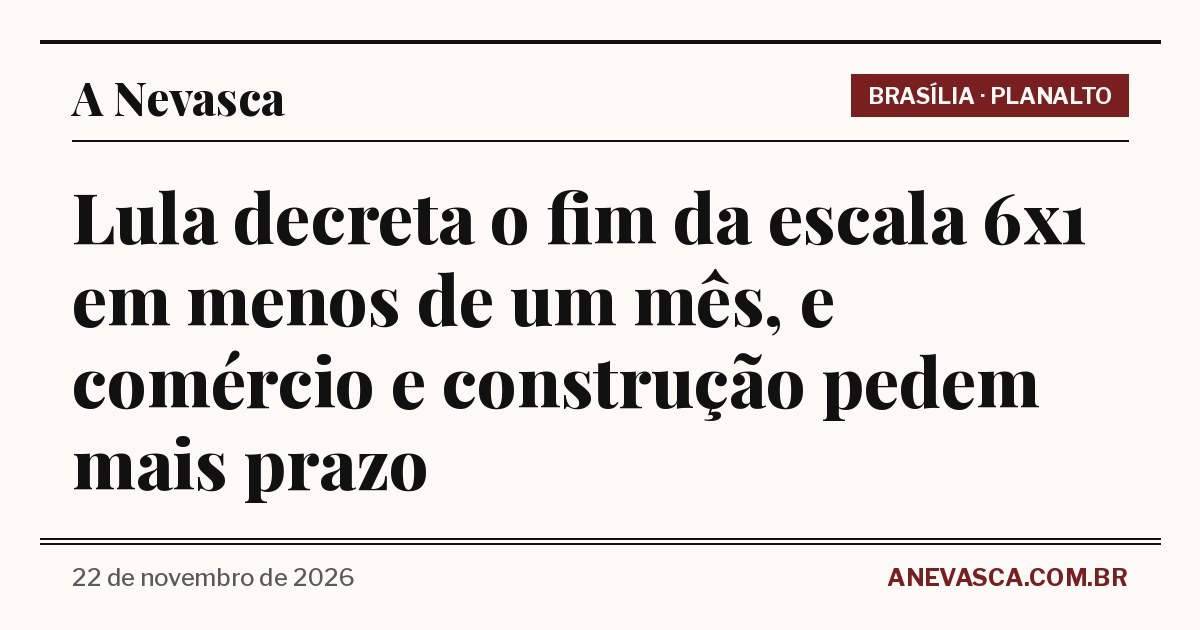 A Nevasca
BRASÍLIA · PLANALTO
Lula decreta o fim da escala 6x1
em menos de um mês, e
comércio e construção pedem
mais prazo
22 de novembro de 2026
ANEVASCA.COM.BR